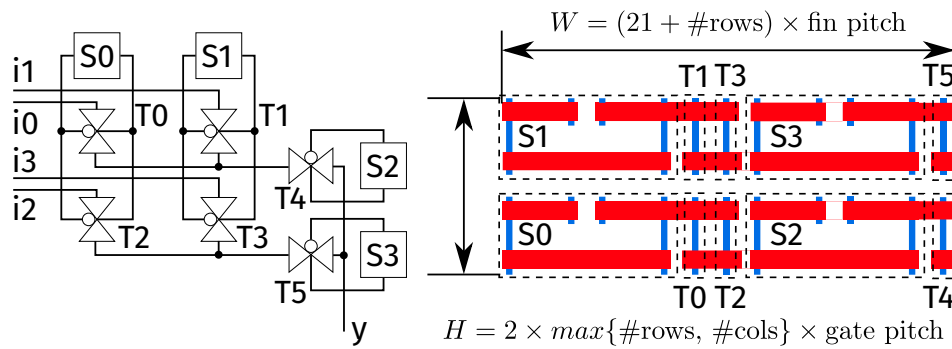 S0
S1
i1
i0
T0
T1
i3
i2
T2
T3
T4
S2
T5
S3
y
W = (21 + #rows) × fin pitch
T1 T3 T5
S1 S3
S0 S2
T0 T2 T4
H = 2 × max{#rows, #cols} × gate pitch